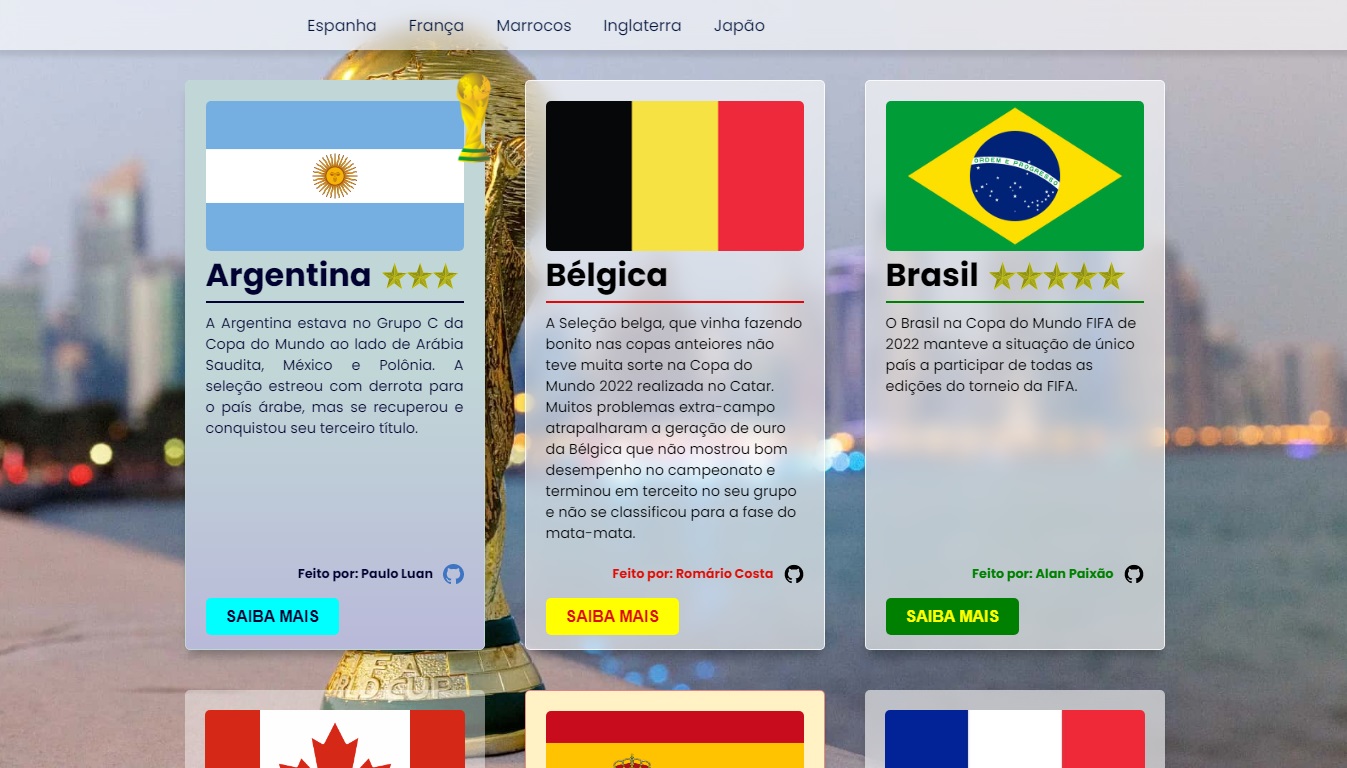 Espanha França Marrocos Inglaterra Japão
Argentina
A Argentina estava no Grupo C da
Copa do Mundo ao lado de Arábia
Saudita, México e Polônia. A
seleção estreou com derrota para
o país árabe, mas se recuperou e
conquistou seu terceiro título.
Feito por: Paulo Luan
SAIBA MAIS
Bélgica
A Seleção belga, que vinha fazendo
bonito nas copas anteiores não
teve muita sorte na Copa do
Mundo 2022 realizada no Catar.
Muitos problemas extra-campo
atrapalharam a geração de ouro
da Bélgica que não mostrou bom
desempenho no campeonato e
terminou em terceito no seu grupo
e não se classificou para a fase do
mata-mata.
Feito por: Romário Costa
SAIBA MAIS
ORDEM E PROGRESSO
Brasil
O Brasil na Copa do Mundo FIFA de
2022 manteve a situação de único
país a participar de todas as
edições do torneio da FIFA.
Feito por: Alan Paixão
SAIBA MAIS
FIFA
WORLD CUP